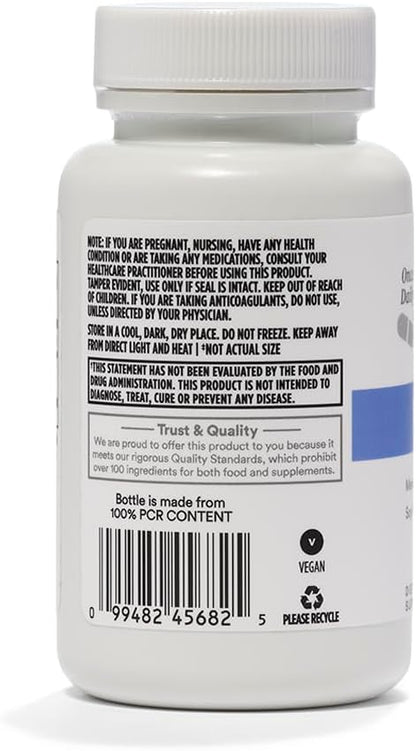 NOTE: IF YOU ARE PREGNANT, NURSING, HAVE ANY HEALTH
CONDITION OR ARE TAKING ANY MEDICATIONS, CONSULT YOUR
HEALTHCARE PRACTITIONER BEFORE USING THIS PRODUCT.
TAMPER EVIDENT, USE ONLY IF SEAL IS INTACT. KEEP OUT OF REACH
OF CHILDREN. IF YOU ARE TAKING ANTICOAGULANTS, DO NOT USE,
UNLESS DIRECTED BY YOUR PHYSICIAN.
STORE IN A COOL, DARK, DRY PLACE. DO NOT FREEZE. KEEP AWAY
FROM DIRECT LIGHT AND HEAT | *NOT ACTUAL SIZE
†THIS STATEMENT HAS NOT BEEN EVALUATED BY THE FOOD AND
DRUG ADMINISTRATION. THIS PRODUCT IS NOT INTENDED TO
DIAGNOSE, TREAT, CURE OR PREVENT ANY DISEASE.
Trust & Quality
We are proud to offer this product to you because it
meets our rigorous Quality Standards, which prohibit
over 100 ingredients for both food and supplements.
Bottle is made from
100% PCR CONTENT
0 99482 45682 5
V
VEGAN
PLEASE RECYCLE